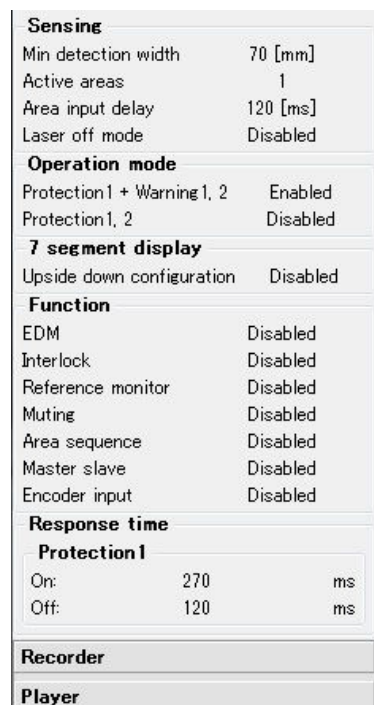 Sensing
Min detection width 70 [mm]
Active areas 1
Area input delay 120 [ms]
Laser off mode Disabled
Operation mode
Protection1 + Warning1, 2 Enabled
Protection1, 2 Disabled
7 segment display
Upside down configuration Disabled
Function
EDM Disabled
Interlock Disabled
Reference monitor Disabled
Muting Disabled
Area sequence Disabled
Master slave Disabled
Encoder input Disabled
Response time
Protection1
On: 270 ms
Off: 120 ms
Recorder
Player